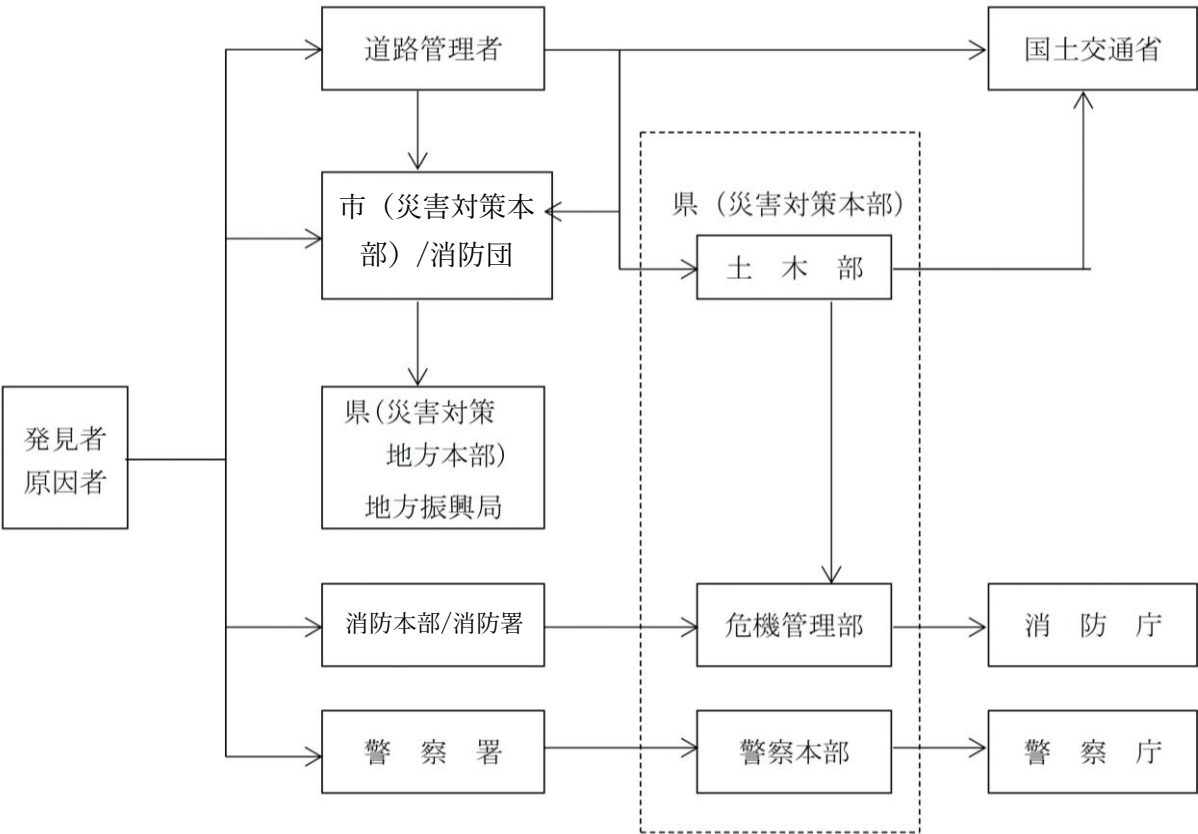 道路管理者
国土交通省
市（災害対策本
部）/消防団
県（災害対策本部）
土　木　部
発見者
原因者
県(災害対策
地方本部)
地方振興局
消防本部/消防署
危機管理部
消　防　庁
警　察　署
警察本部
警　察　庁